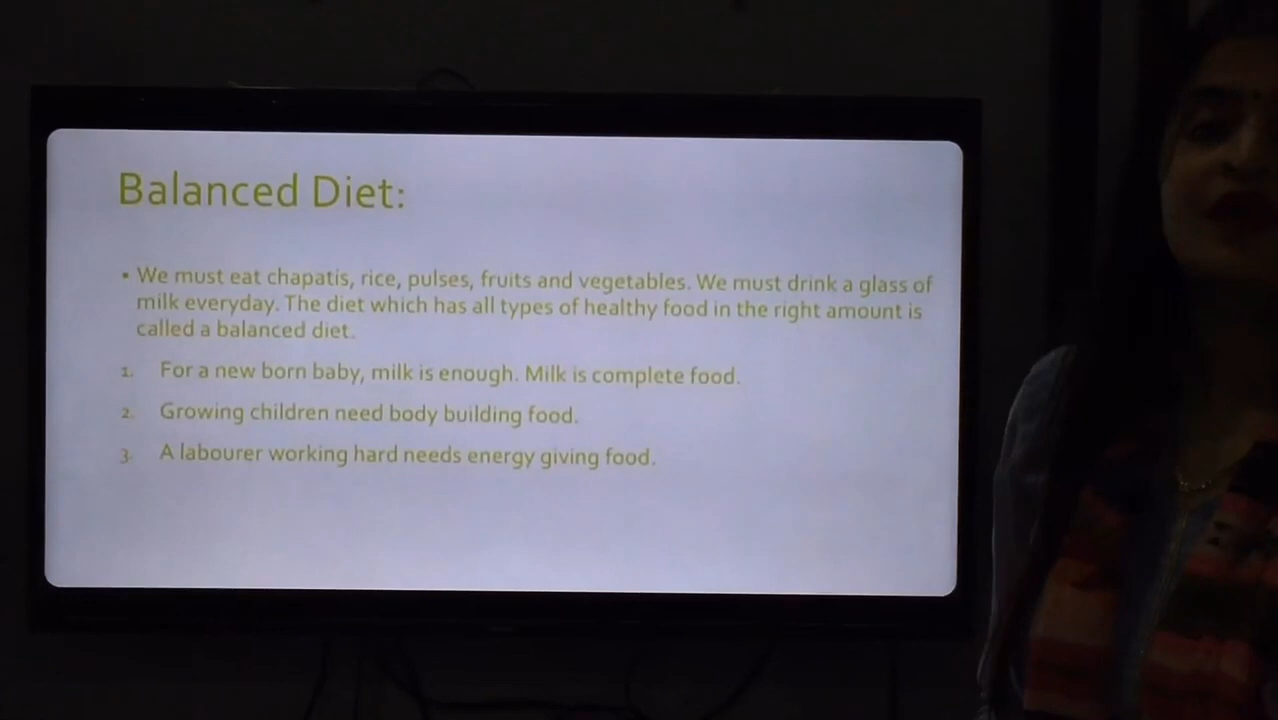 Balanced Diet:
▪ We must eat chapatis, rice, pulses, fruits and vegetables. We must drink a glass of
milk everyday. The diet which has all types of healthy food in the right amount is
called a balanced diet.
1. For a new born baby, milk is enough. Milk is complete food.
2. Growing children need body building food.
3. A labourer working hard needs energy giving food.